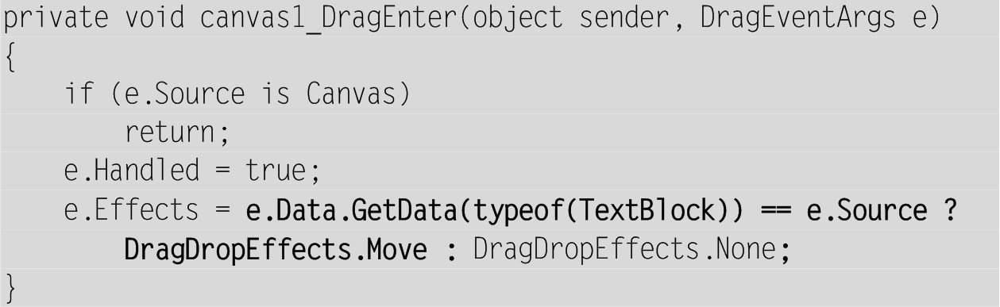 private void canvas1_DragEnter(object sender, DragEventArgs e)
{
    if (e.Source is Canvas)
        return;
    e.Handled = true;
    e.Effects = e.Data.GetData(typeof(TextBlock)) == e.Source ?
        DragDropEffects.Move : DragDropEffects.None;
}